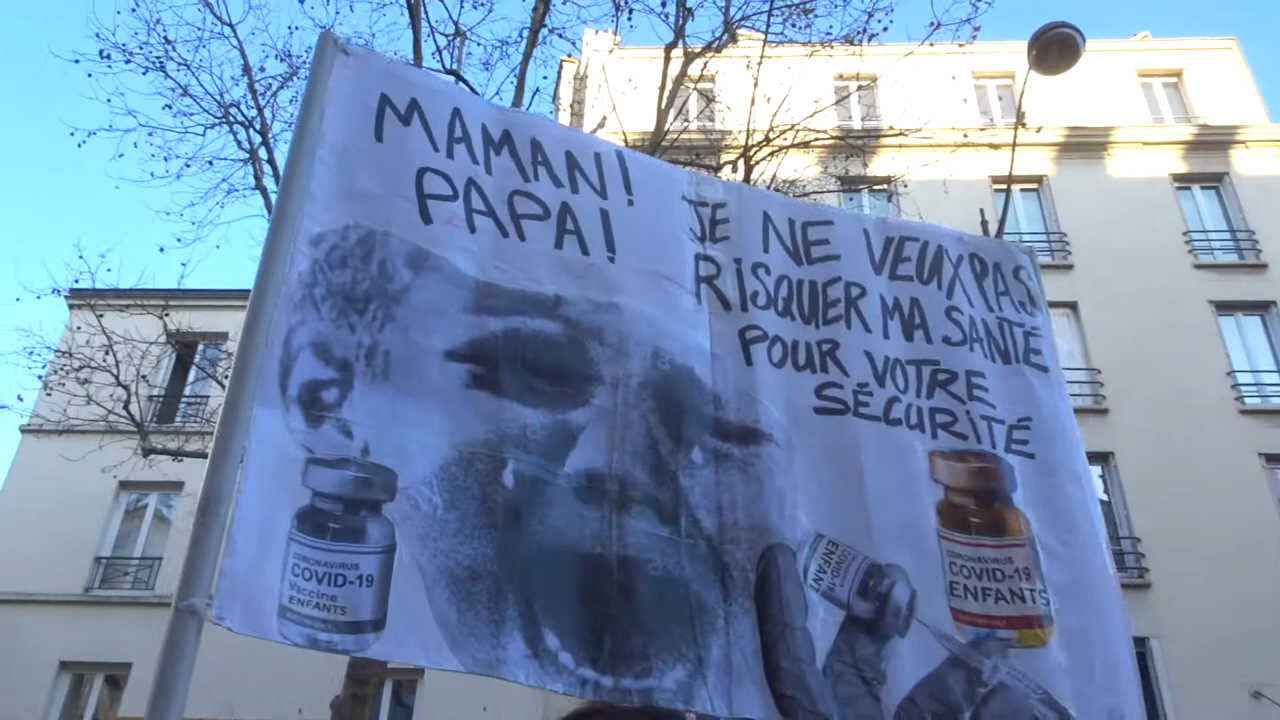 MAMAN!
PAPA!
JE NE VEUX PAS
RISQUER MA SANTÉ
POUR VOTRE
SÉCURITÉ
CORONAVIRUS
COVID-19
Vaccine
ENFANTS
COVID-19
ENFANT
CORONAVIRUS
COVID-19
ENFANTS